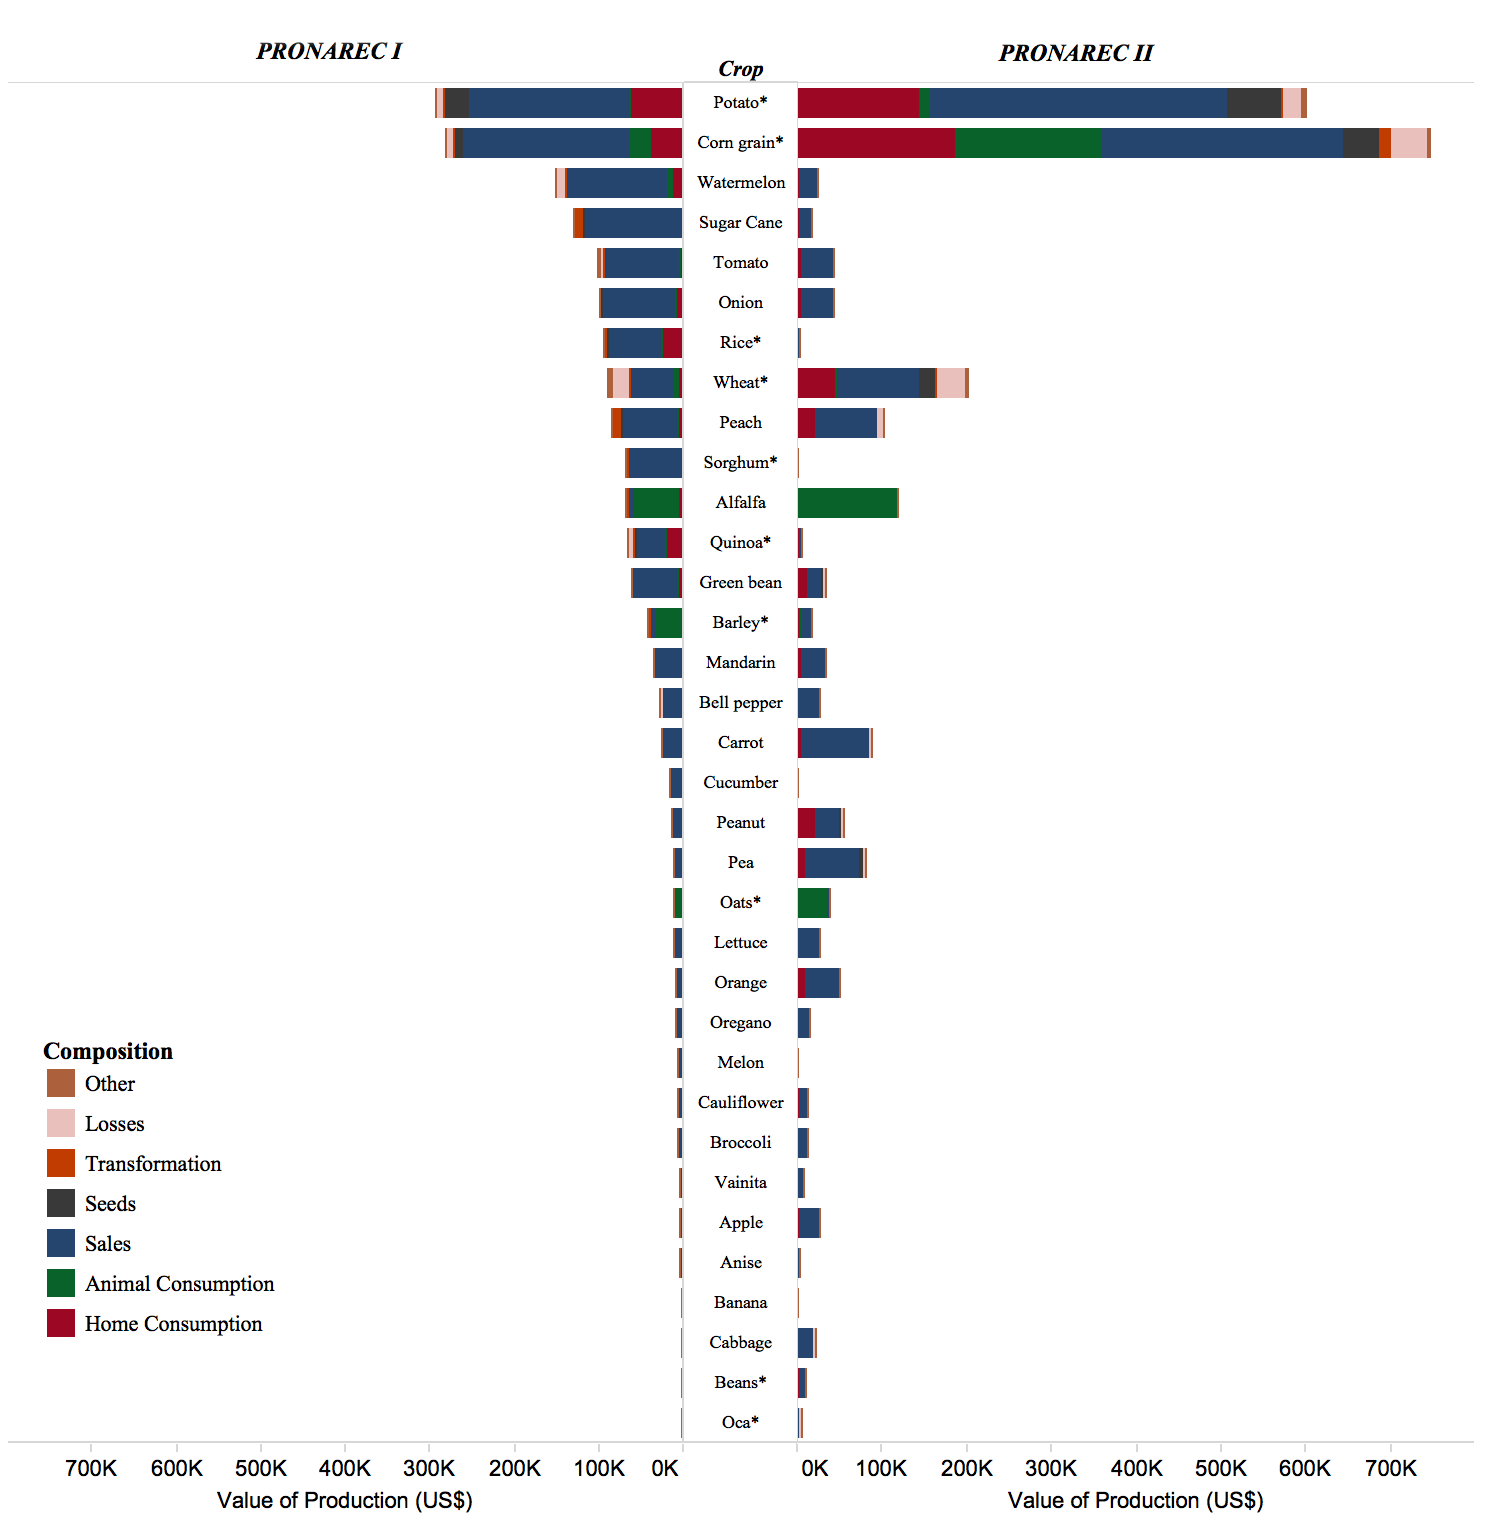 PRONAREC I
PRONAREC II
Crop
Potato*
Corn grain*
Watermelon
Sugar Cane
Tomato
Onion
Rice*
Wheat*
Peach
Sorghum*
Alfalfa
Quinoa*
Green bean
Barley*
Mandarin
Bell pepper
Carrot
Cucumber
Peanut
Pea
Oats*
Lettuce
Orange
Oregano
Melon
Cauliflower
Broccoli
Vainita
Apple
Anise
Banana
Cabbage
Beans*
Oca*
Composition
Other
Losses
Transformation
Seeds
Sales
Animal Consumption
Home Consumption
700K 600K 500K 400K 300K 200K 100K 0K
0K 100K 200K 300K 400K 500K 600K 700K
Value of Production (US$)
Value of Production (US$)